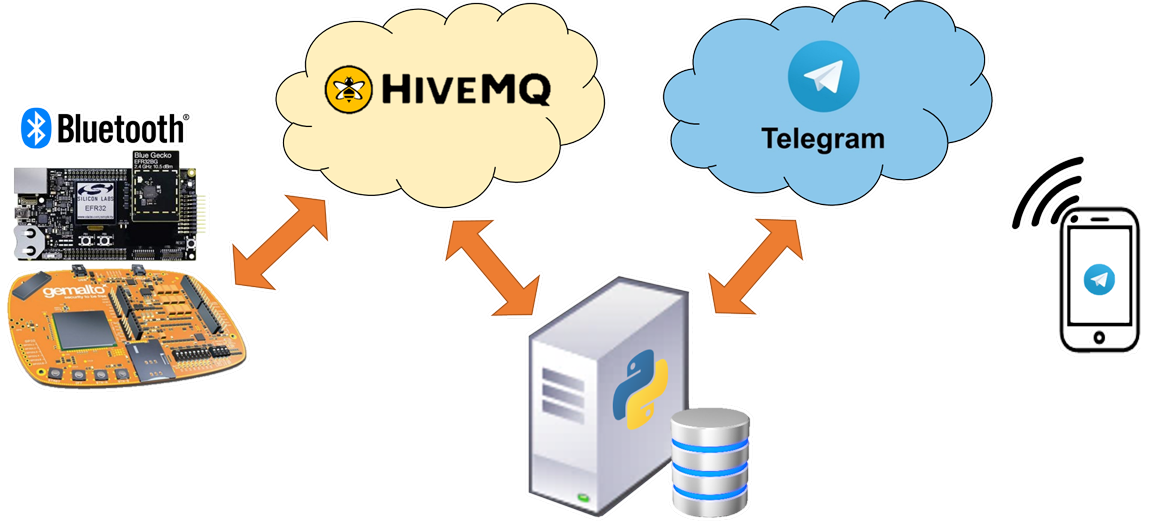 HIVEMQ
Telegram
Bluetooth®
Blue Gecko
EFR32BG
2.4 GHz 10.5 dBm
SILICON LABS
EFR32
gemalto
security to be free